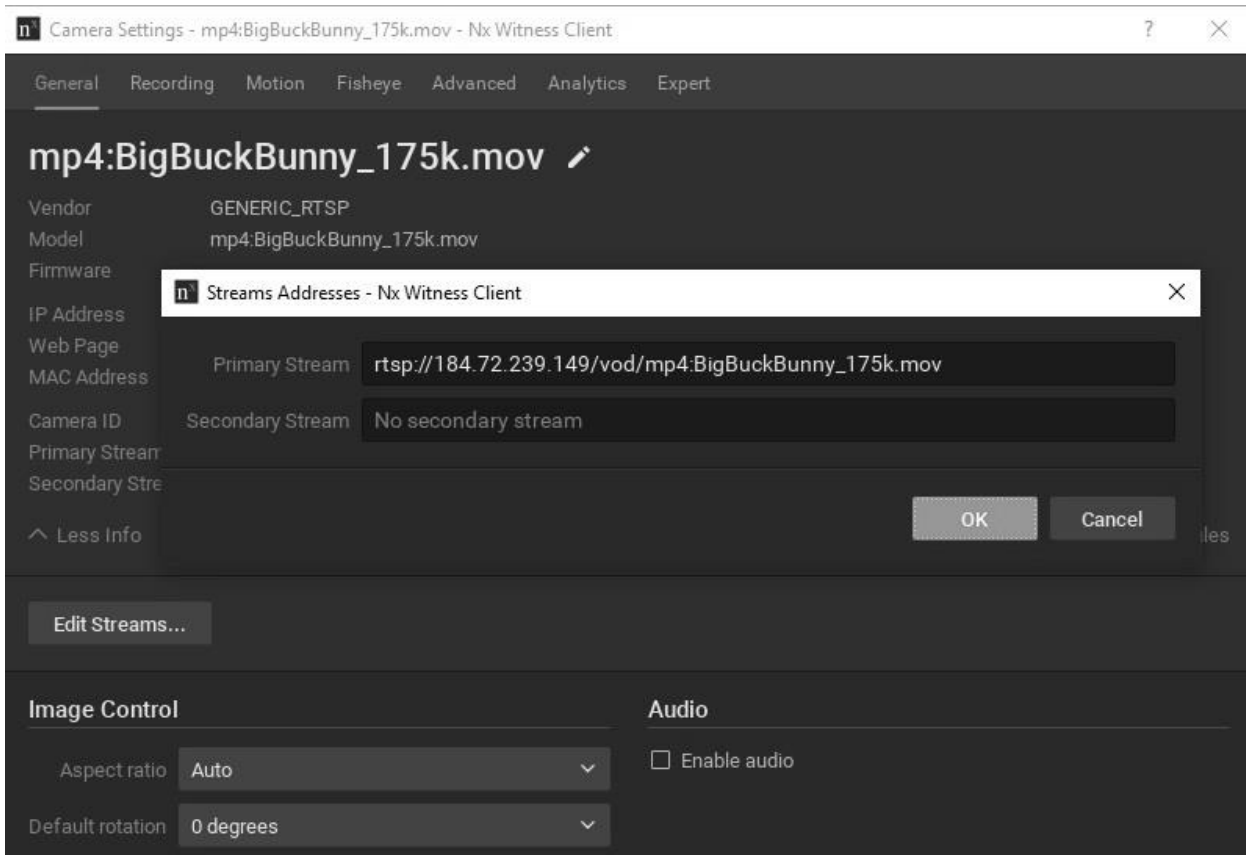 Camera Settings - mp4:BigBuckBunny_175k.mov - Nx Witness Client
General Recording Motion Fisheye Advanced Analytics Expert
mp4:BigBuckBunny_175k.mov
Vendor GENERIC_RTSP
Model mp4:BigBuckBunny_175k.mov
Firmware
Streams Addresses - Nx Witness Client
IP Address
Web Page
Primary Stream rtsp://184.72.239.149/vod/mp4:BigBuckBunny_175k.mov
MAC Address
Camera ID
Secondary Stream No secondary stream
Primary Stream
Secondary Stre
OK Cancel
Less Info
les
Edit Streams...
Image Control
Audio
Aspect ratio Auto
Enable audio
Default rotation 0 degrees